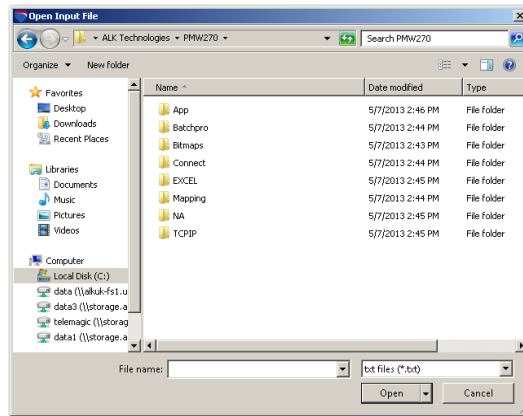 Open Input File
ALK Technologies PMW270
Search PMW270
Organize New folder
Favorites
Desktop
Downloads
Recent Places
Libraries
Documents
Music
Pictures
Videos
Computer
Local Disk (C:)
data (\\alkuk-fs1.u
data3 (\\storage.a
telemagic (\\storag
data1 (\\storage.a
Name Date modified Type
App 5/7/2013 2:46 PM File folder
Batchpro 5/7/2013 2:44 PM File folder
Bitmaps 5/7/2013 2:43 PM File folder
Connect 5/7/2013 2:44 PM File folder
EXCEL 5/7/2013 2:45 PM File folder
Mapping 5/7/2013 2:44 PM File folder
NA 5/7/2013 2:45 PM File folder
TCPIP 5/7/2013 2:45 PM File folder
File name: txt files (*.txt)
Open Cancel